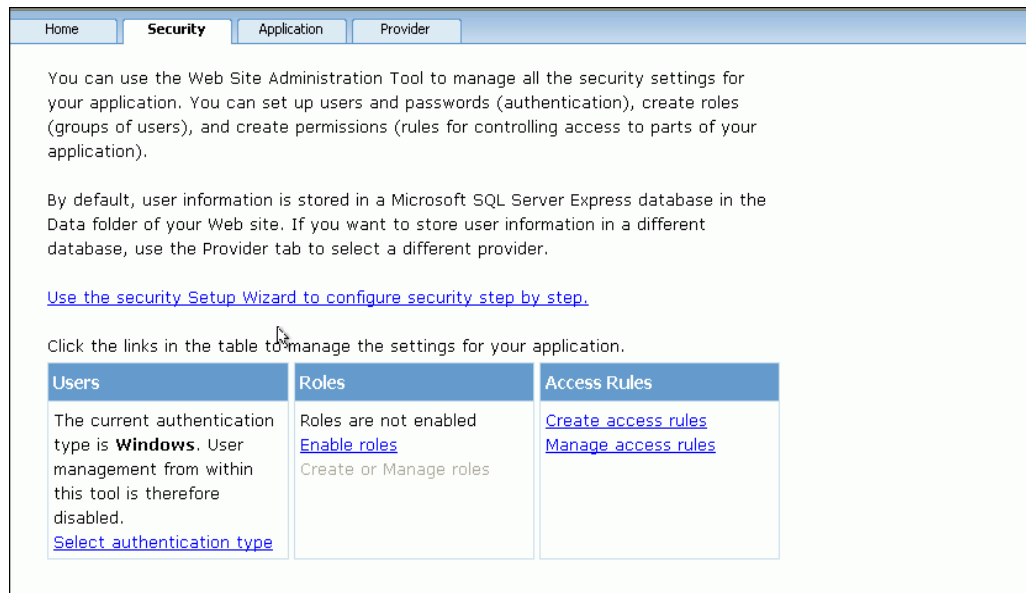 Home Security Application Provider
You can use the Web Site Administration Tool to manage all the security settings for
your application. You can set up users and passwords (authentication), create roles
(groups of users), and create permissions (rules for controlling access to parts of your
application).
By default, user information is stored in a Microsoft SQL Server Express database in the
Data folder of your Web site. If you want to store user information in a different
database, use the Provider tab to select a different provider.
Use the security Setup Wizard to configure security step by step.
Click the links in the table to manage the settings for your application.
Users
The current authentication
type is Windows. User
management from within
this tool is therefore
disabled.
Select authentication type
Roles
Roles are not enabled
Enable roles
Create or Manage roles
Access Rules
Create access rules
Manage access rules